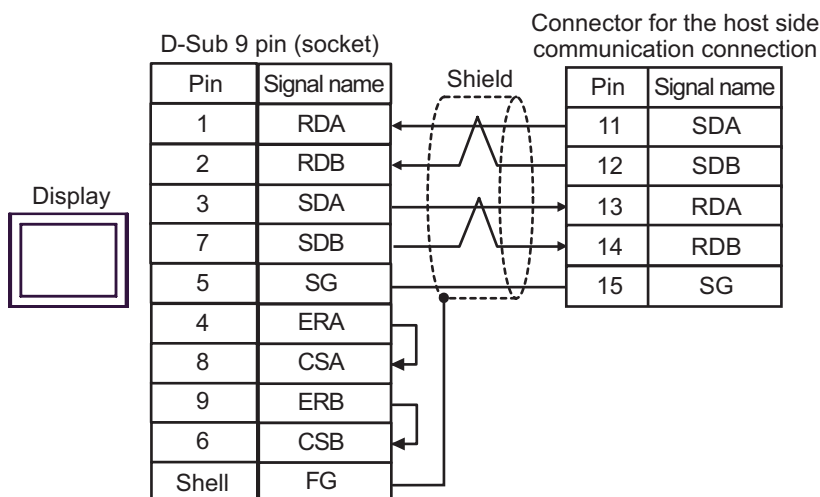 Connector for the host side
communication connection
D-Sub 9 pin (socket)
Pin Signal name
Shield
Pin Signal name
1 RDA
11 SDA
2 RDB
12 SDB
Display
3 SDA
13 RDA
7 SDB
14 RDB
5 SG
15 SG
4 ERA
8 CSA
9 ERB
6 CSB
Shell FG